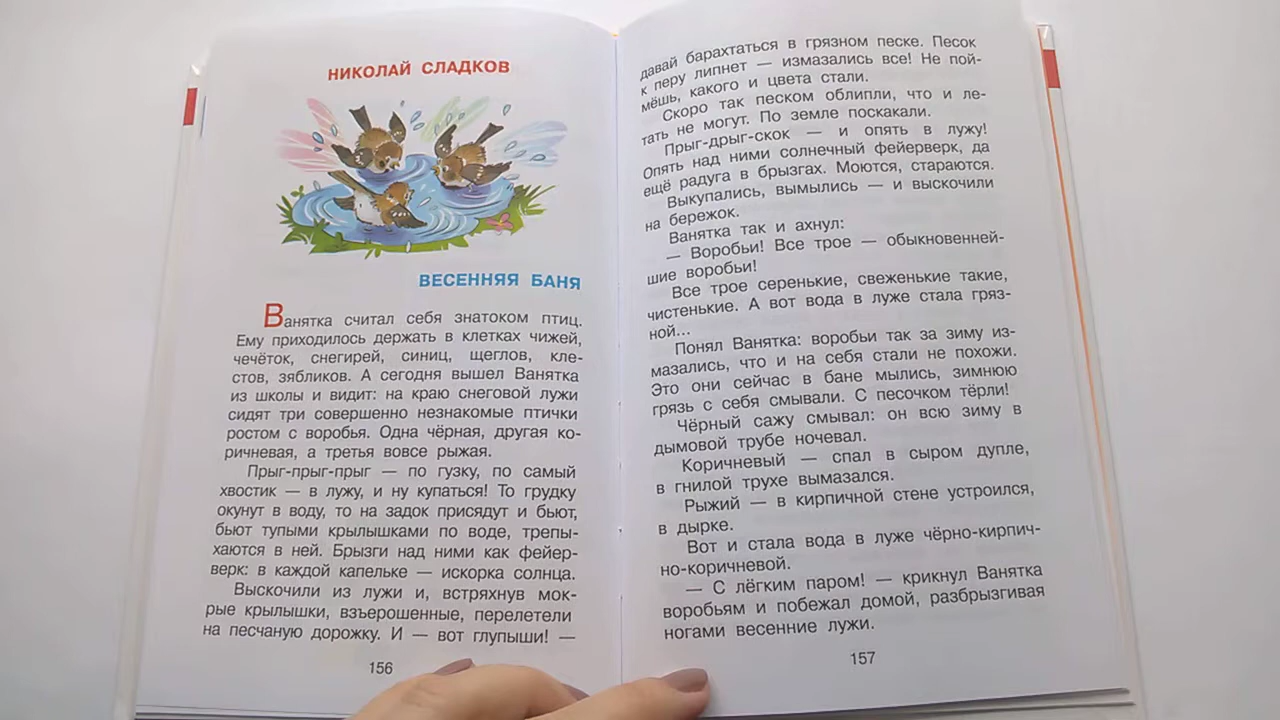 НИКОЛАЙ СЛАДКОВ
ВЕСЕННЯЯ БАНЯ
Ванятка считал себя знатоком птиц.
Ему приходилось держать в клетках чижей,
чечёток, снегирей, синиц, щеглов, кле-
стов, зябликов. А сегодня вышел Ванятка
из школы и видит: на краю снеговой лужи
сидят три совершенно незнакомые птички
ростом с воробья. Одна чёрная, другая ко-
ричневая, а третья вовсе рыжая.
Прыг-прыг-прыг — по гузку, по самый
хвостик — в лужу, и ну купаться! То грудку
окунут в воду, то на задок присядут и бьют,
бьют тупыми крылышками по воде, трепы-
хаются в ней. Брызги над ними как фейер-
верк: в каждой капельке — искорка солнца.
Выскочили из лужи и, встряхнув мок-
рые крылышки, взъерошенные, перелетели
на песчаную дорожку. И — вот глупыши! —
156
давай барахтаться в грязном песке. Песок
к перу липнет — измазались все! Не пой-
мёшь, какого и цвета стали.
Скоро так песком облипли, что и ле-
тать не могут. По земле поскакали.
Прыг-дрыг-скок — и опять в лужу!
Опять над ними солнечный фейерверк, да
ещё радуга в брызгах. Моются, стараются.
Выкупались, вымылись — и выскочили
на бережок.
Ванятка так и ахнул:
— Воробьи! Все трое — обыкновенней-
шие воробьи!
Все трое серенькие, свеженькие такие,
чистенькие. А вот вода в луже стала гряз-
ной...
Понял Ванятка: воробьи так за зиму из-
мазались, что и на себя стали не похожи.
Это они сейчас в бане мылись, зимнюю
грязь с себя смывали. С песочком тёрли!
Чёрный сажу смывал: он всю зиму в
дымовой трубе ночевал.
Коричневый — спал в сыром дупле,
в гнилой трухе вымазался.
Рыжий — в кирпичной стене устроился,
в дырке.
Вот и стала вода в луже чёрно-кирпич-
но-коричневой.
— С лёгким паром! — крикнул Ванятка
воробьям и побежал домой, разбрызгивая
ногами весенние лужи.
157